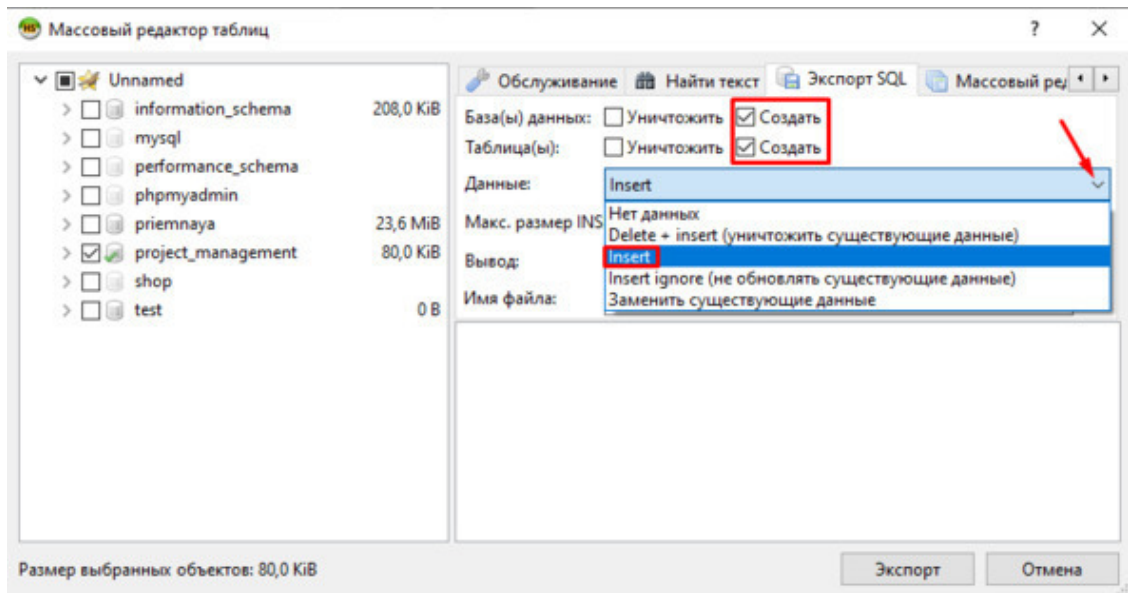 Массовый редактор таблиц
Unnamed
information_schema 208,0 KiB
mysql
performance_schema
phpmyadmin
priemnaya 23,6 MiB
project_management 80,0 KiB
shop
test 0 B
Обслуживание Найти текст Экспорт SQL Массовый ред
База(ы) данных: Уничтожить Создать
Таблица(ы): Уничтожить Создать
Данные: Insert
Нет данных
Delete + insert (уничтожить существующие данные)
Макс. размер INS
Insert
Вывод:
Insert ignore (не обновлять существующие данные)
Имя файла:
Заменить существующие данные
Размер выбранных объектов: 80,0 KiB
Экспорт Отмена